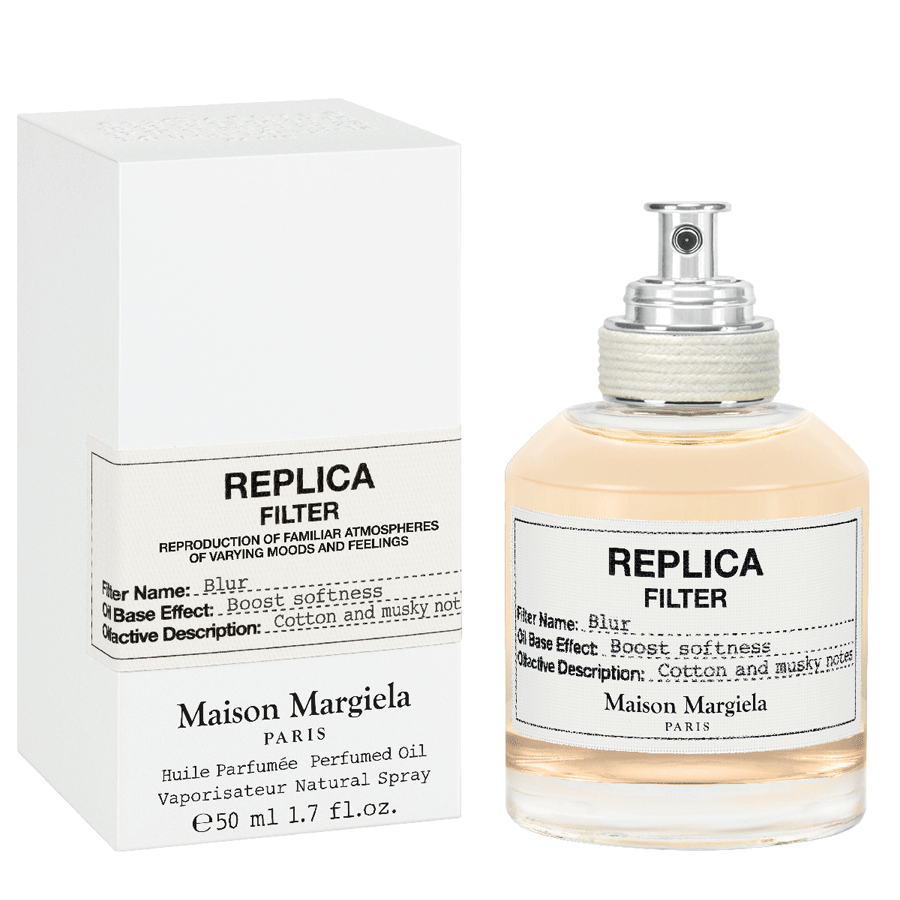 REPLICA
FILTER
REPRODUCTION OF FAMILIAR ATMOSPHERES
OF VARYING MOODS AND FEELINGS
Filter Name: Blur
Oil Base Effect: Boost softness
Olfactive Description: Cotton and musky not
Maison Margiela
PARIS
Huile Parfumée Perfumed Oil
Vaporisateur Natural Spray
℮50 ml 1.7 fl.oz.
REPLICA
FILTER
Filter Name: Blur
Oil Base Effect: Boost softness
Olfactive Description: Cotton and musky notes
Maison Margiela
PARIS